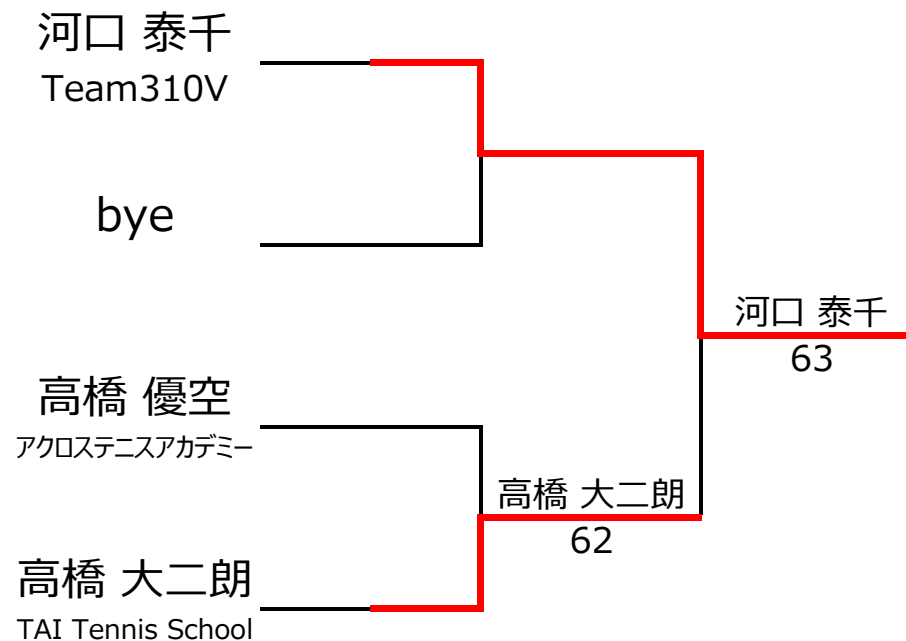 河口 泰千
Team310V
bye
河口 泰千
63
高橋 優空
アクロステニスアカデミー
高橋 大二朗
62
高橋 大二朗
TAI Tennis School